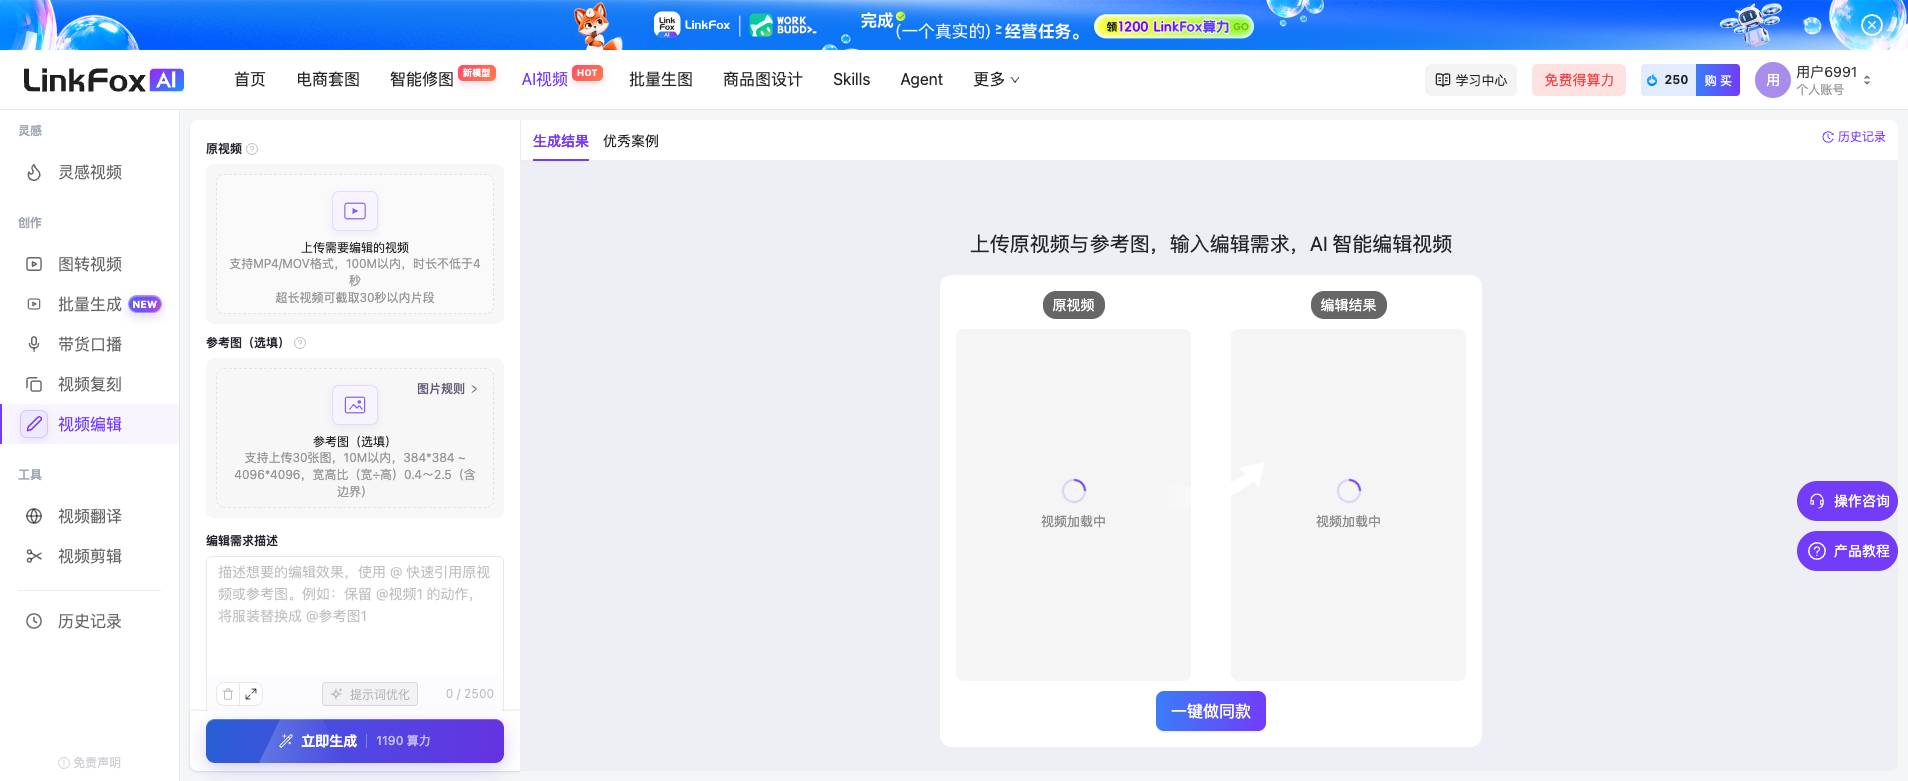 Link Fox AI LinkFox | WORK BUDD>_ 完成 (一个真实的) 经营任务。 领1200 LinkFox算力 GO
LinkFox AI 首页 电商套图 智能修图 新模型 AI视频 HOT 批量生图 商品图设计 Skills Agent 更多
学习中心 免费得算力 250 购 买 用 用户6991
个人账号
灵感
灵感视频
创作
图转视频
批量生成 NEW
带货口播
视频复刻
视频编辑
工具
视频翻译
视频剪辑
历史记录
免责声明
原视频
上传需要编辑的视频
支持MP4/MOV格式，100M以内，时长不低于4
秒
超长视频可截取30秒以内片段
参考图（选填）
图片规则
参考图（选填）
支持上传30张图，10M以内，384*384 ~
4096*4096，宽高比（宽÷高）0.4～2.5（含
边界）
编辑需求描述
描述想要的编辑效果，使用 @ 快速引用原视
频或参考图。例如：保留 @视频1 的动作，
将服装替换成 @参考图1
提示词优化 0 / 2500
立即生成 | 1190 算力
生成结果 优秀案例 历史记录
上传原视频与参考图，输入编辑需求，AI 智能编辑视频
原视频 编辑结果
视频加载中 视频加载中
一键做同款
操作咨询
产品教程